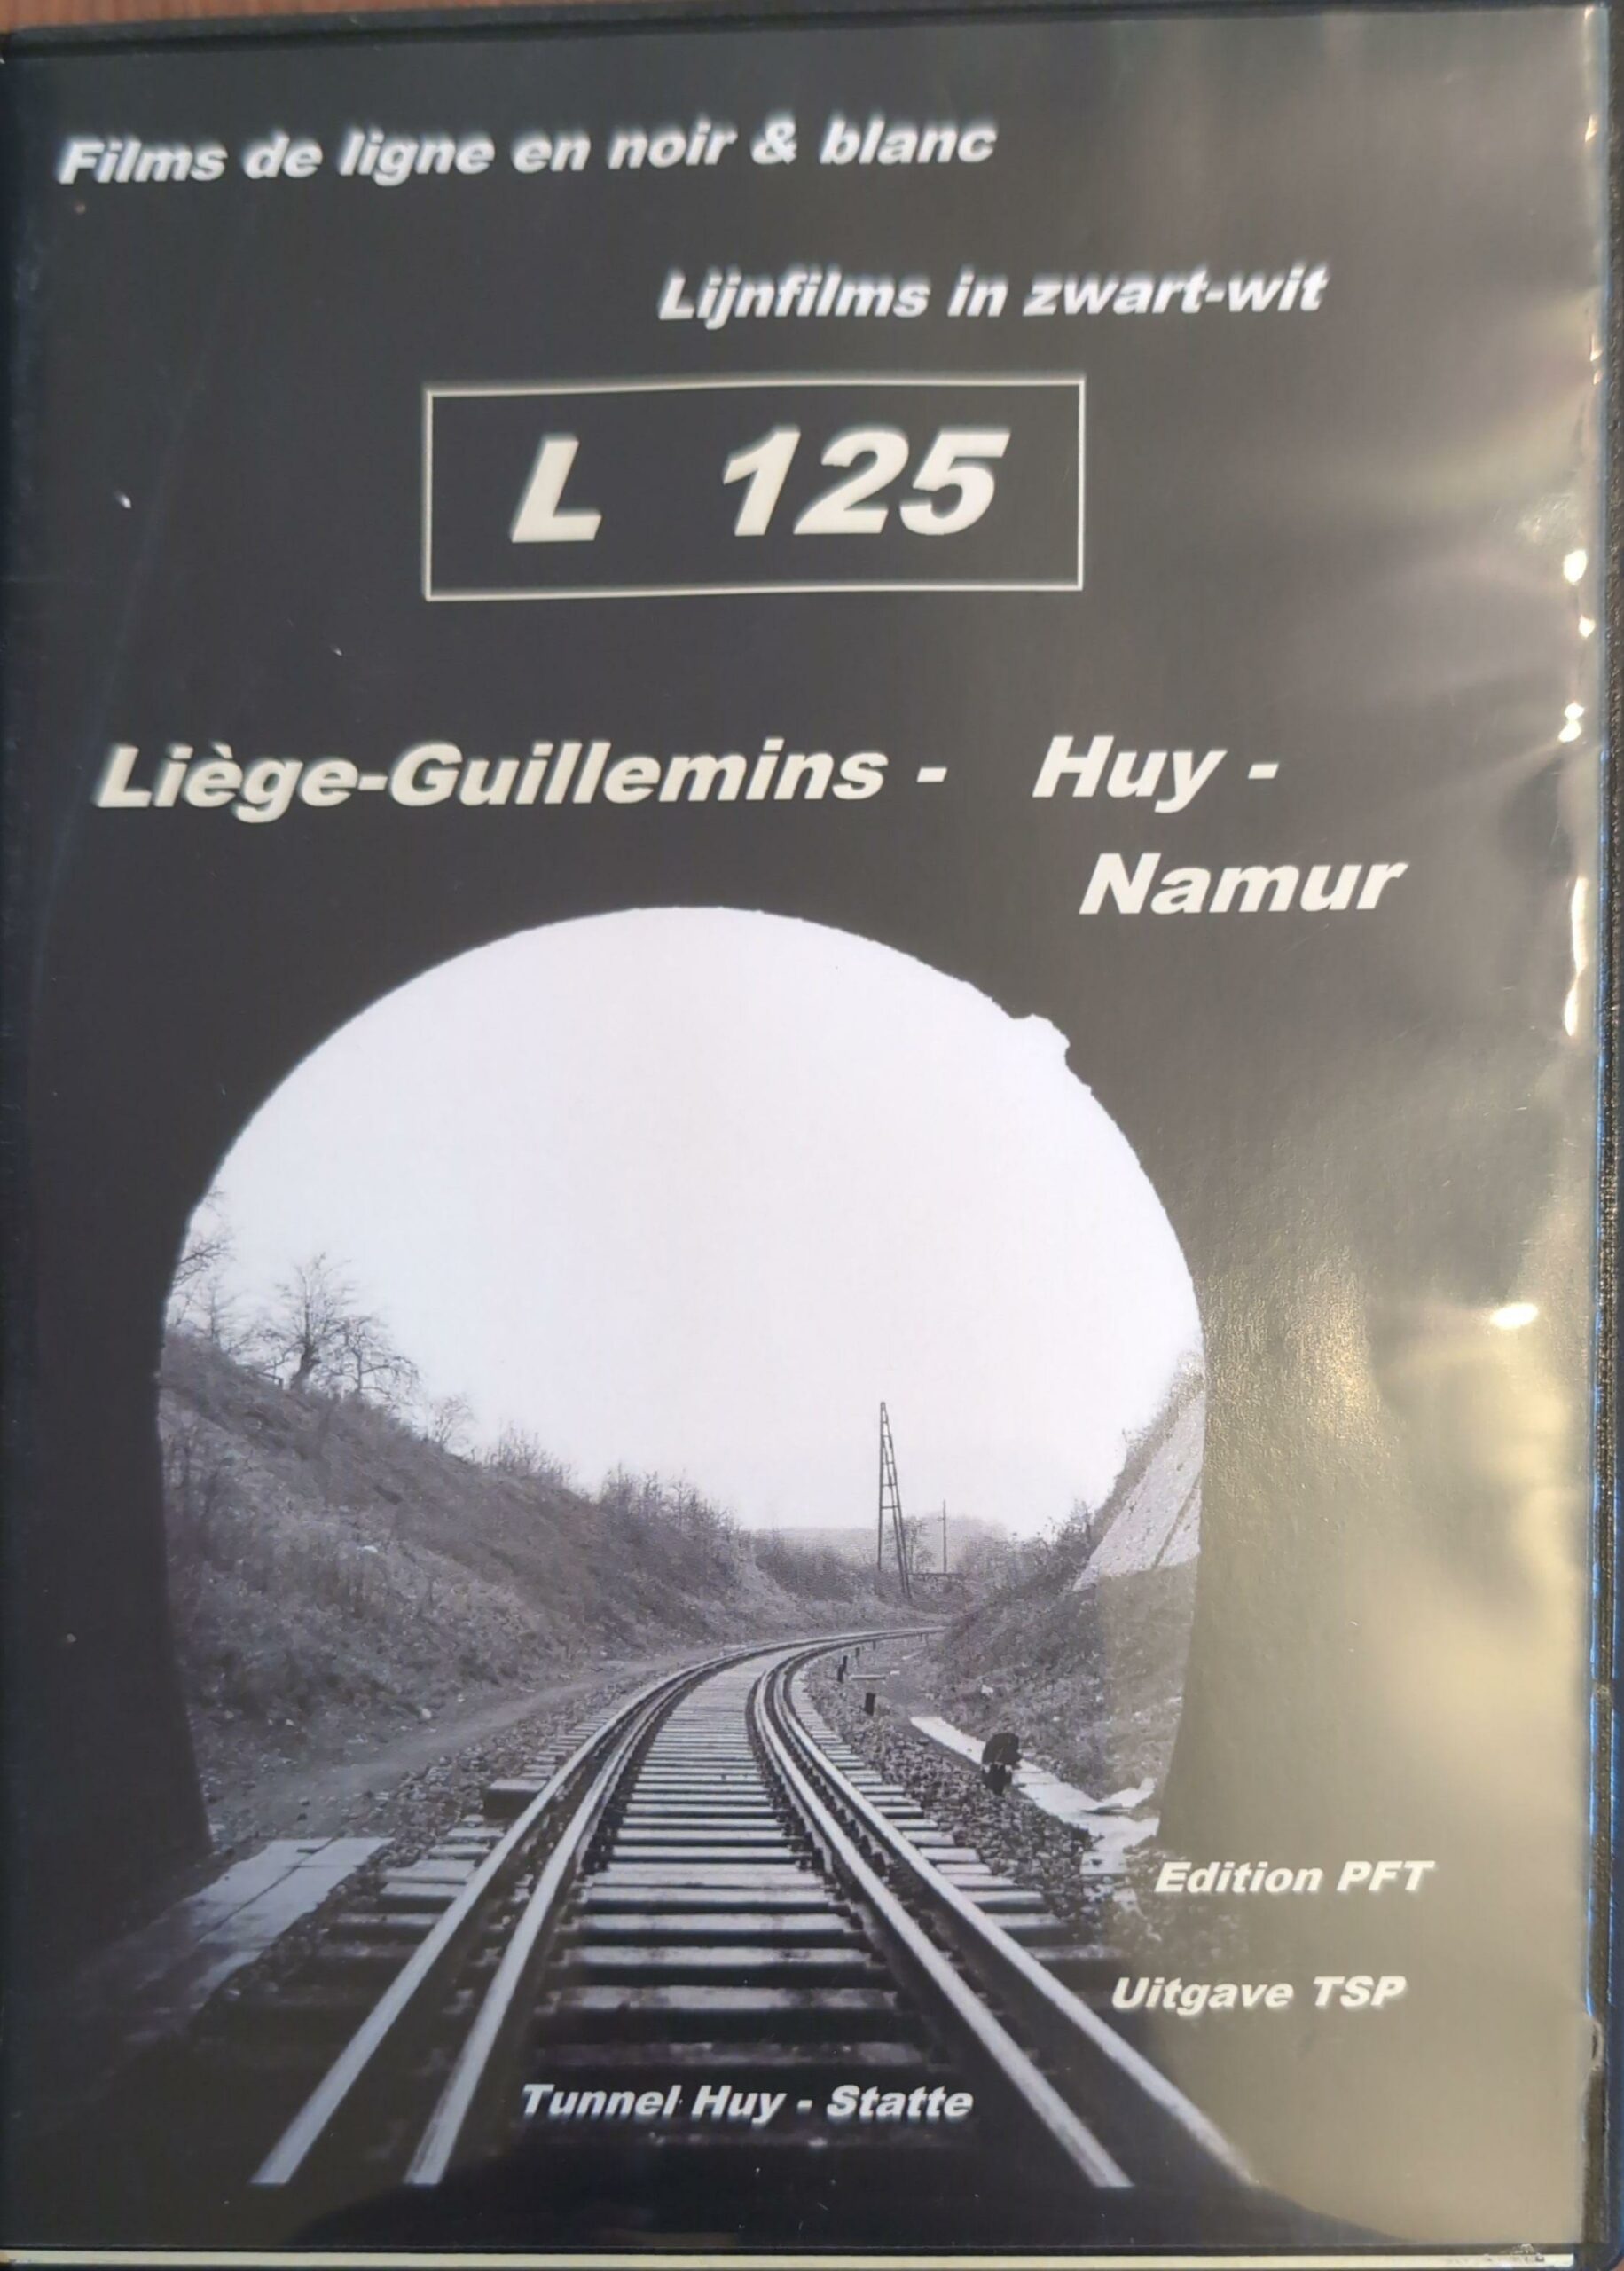 Films de ligne en noir & blanc
Lijnfilms in zwart-wit
L 125
Liège-Guillemins - Huy -
Namur
Edition PFT
Uitgave TSP
Tunnel Huy - Statte